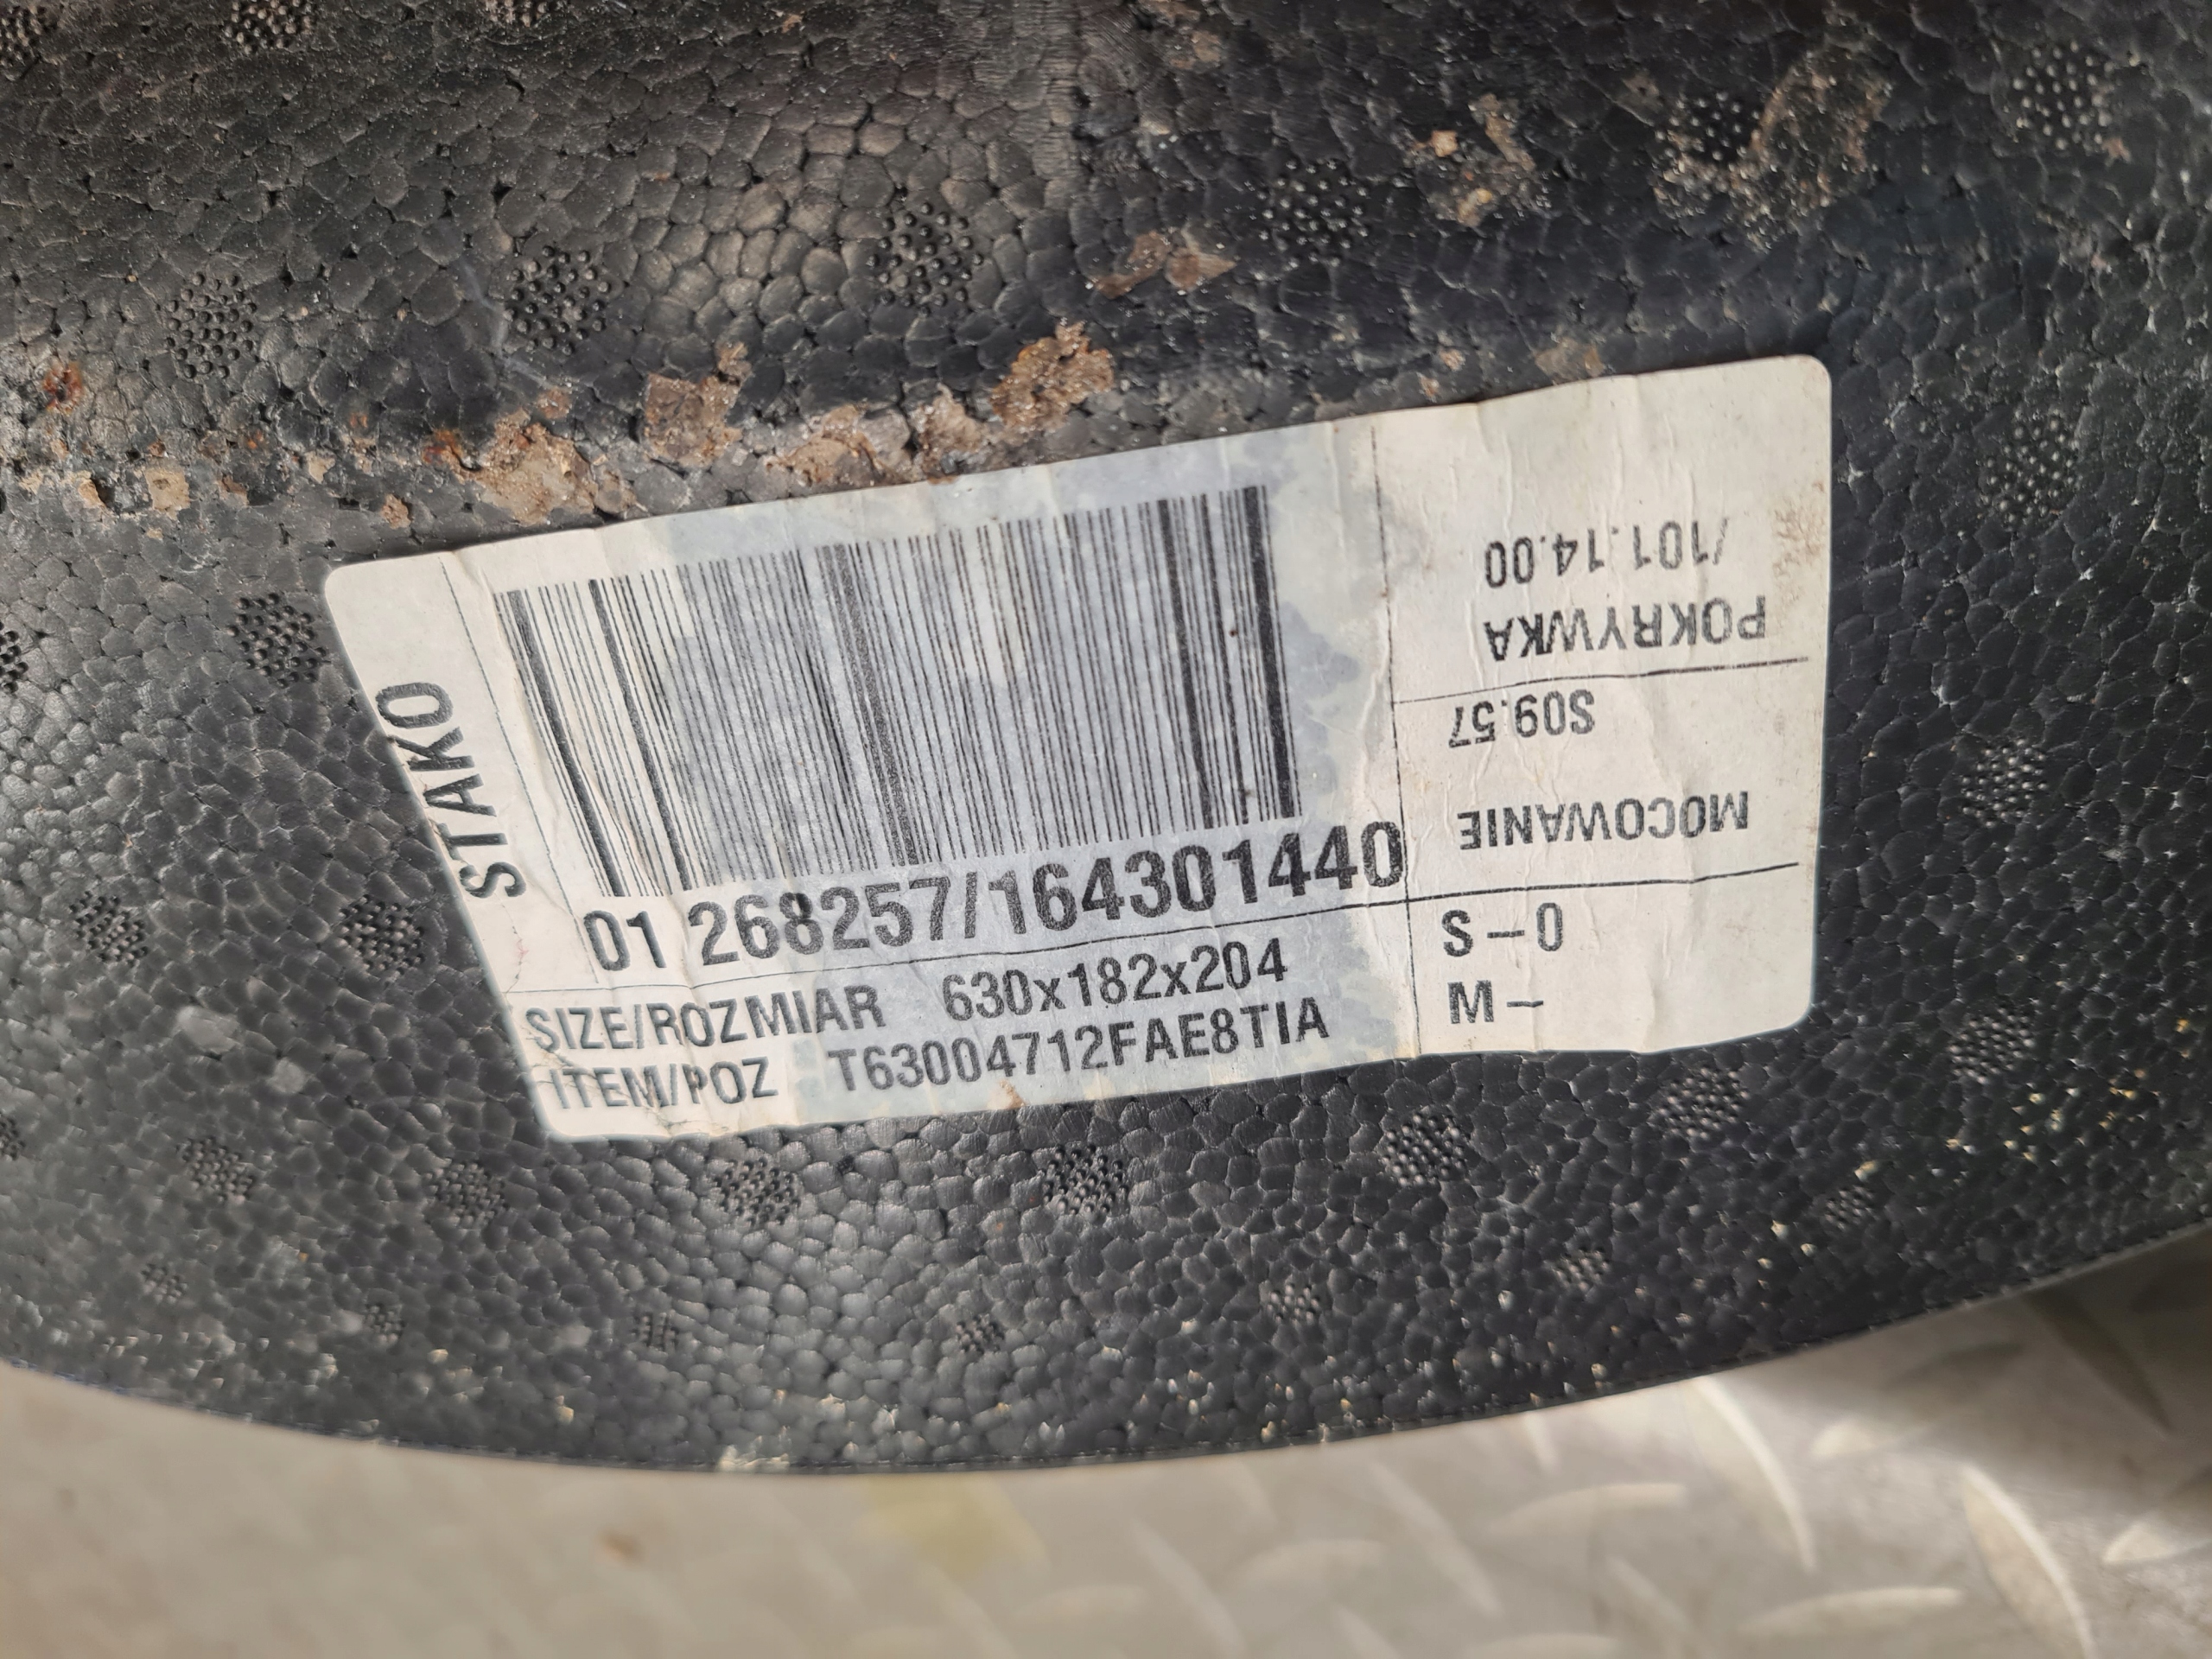 STAKO
01 268257/164301440
SIZE/ROZMIAR 630x182x204
ITEM/POZ T63004712FAE8TIA
MOCOWANIE S09.57
POKRYWKA
/101.14.00
S-0
M-